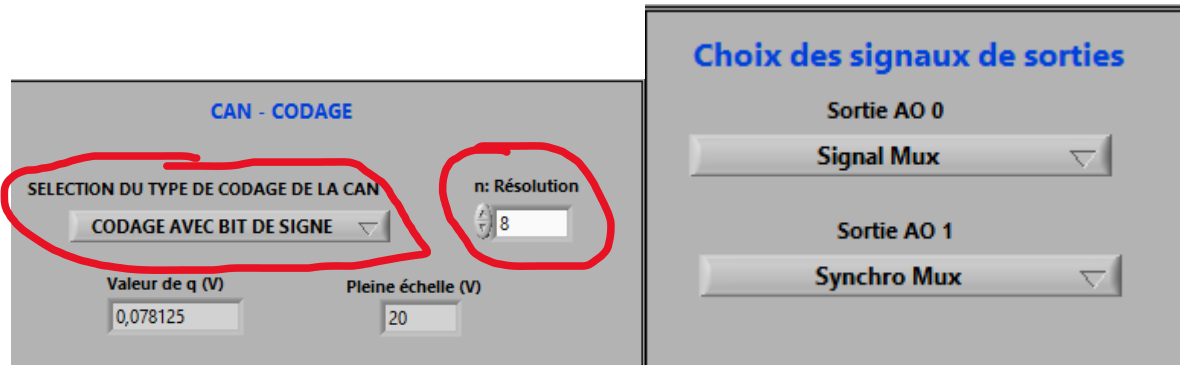 CAN - CODAGE
SELECTION DU TYPE DE CODAGE DE LA CAN
CODAGE AVEC BIT DE SIGNE
n: Résolution
8
Valeur de q (V)
0,078125
Pleine échelle (V)
20
Choix des signaux de sorties
Sortie AO 0
Signal Mux
Sortie AO 1
Synchro Mux